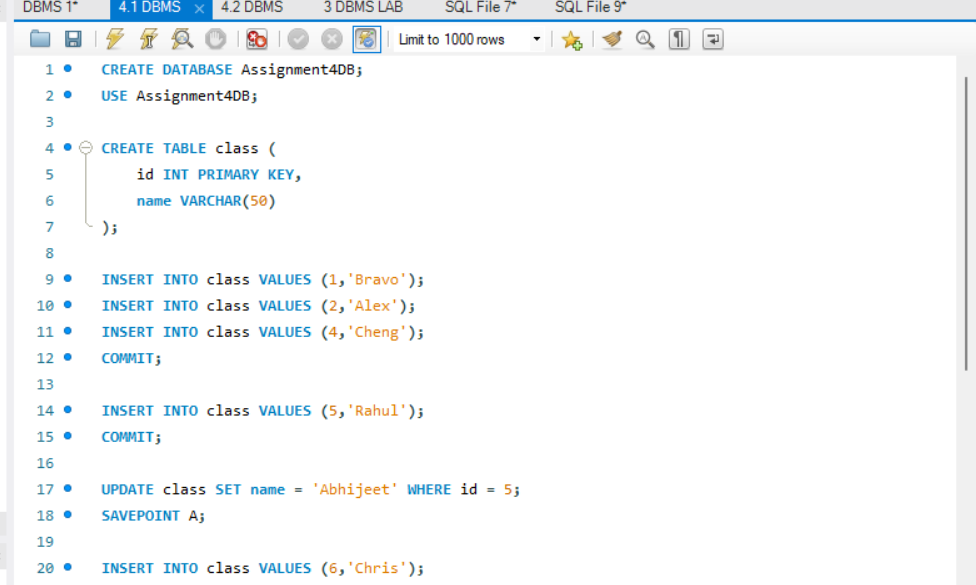 DBMS 1* 4.1 DBMS × 4.2 DBMS 3 DBMS LAB SQL File 7* SQL File 9*
Limit to 1000 rows
1 CREATE DATABASE Assignment4DB;
2 USE Assignment4DB;
3
4 CREATE TABLE class (
5 id INT PRIMARY KEY,
6 name VARCHAR(50)
7 );
8
9 INSERT INTO class VALUES (1,'Bravo');
10 INSERT INTO class VALUES (2,'Alex');
11 INSERT INTO class VALUES (4,'Cheng');
12 COMMIT;
13
14 INSERT INTO class VALUES (5,'Rahul');
15 COMMIT;
16
17 UPDATE class SET name = 'Abhijeet' WHERE id = 5;
18 SAVEPOINT A;
19
20 INSERT INTO class VALUES (6,'Chris');